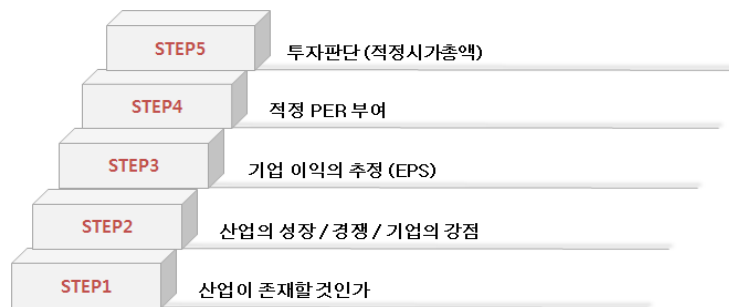 STEP5 투자판단 (적정시가총액)
STEP4 적정 PER 부여
STEP3 기업 이익의 추정 (EPS)
STEP2 산업의 성장 / 경쟁 / 기업의 강점
STEP1 산업이 존재할것인가